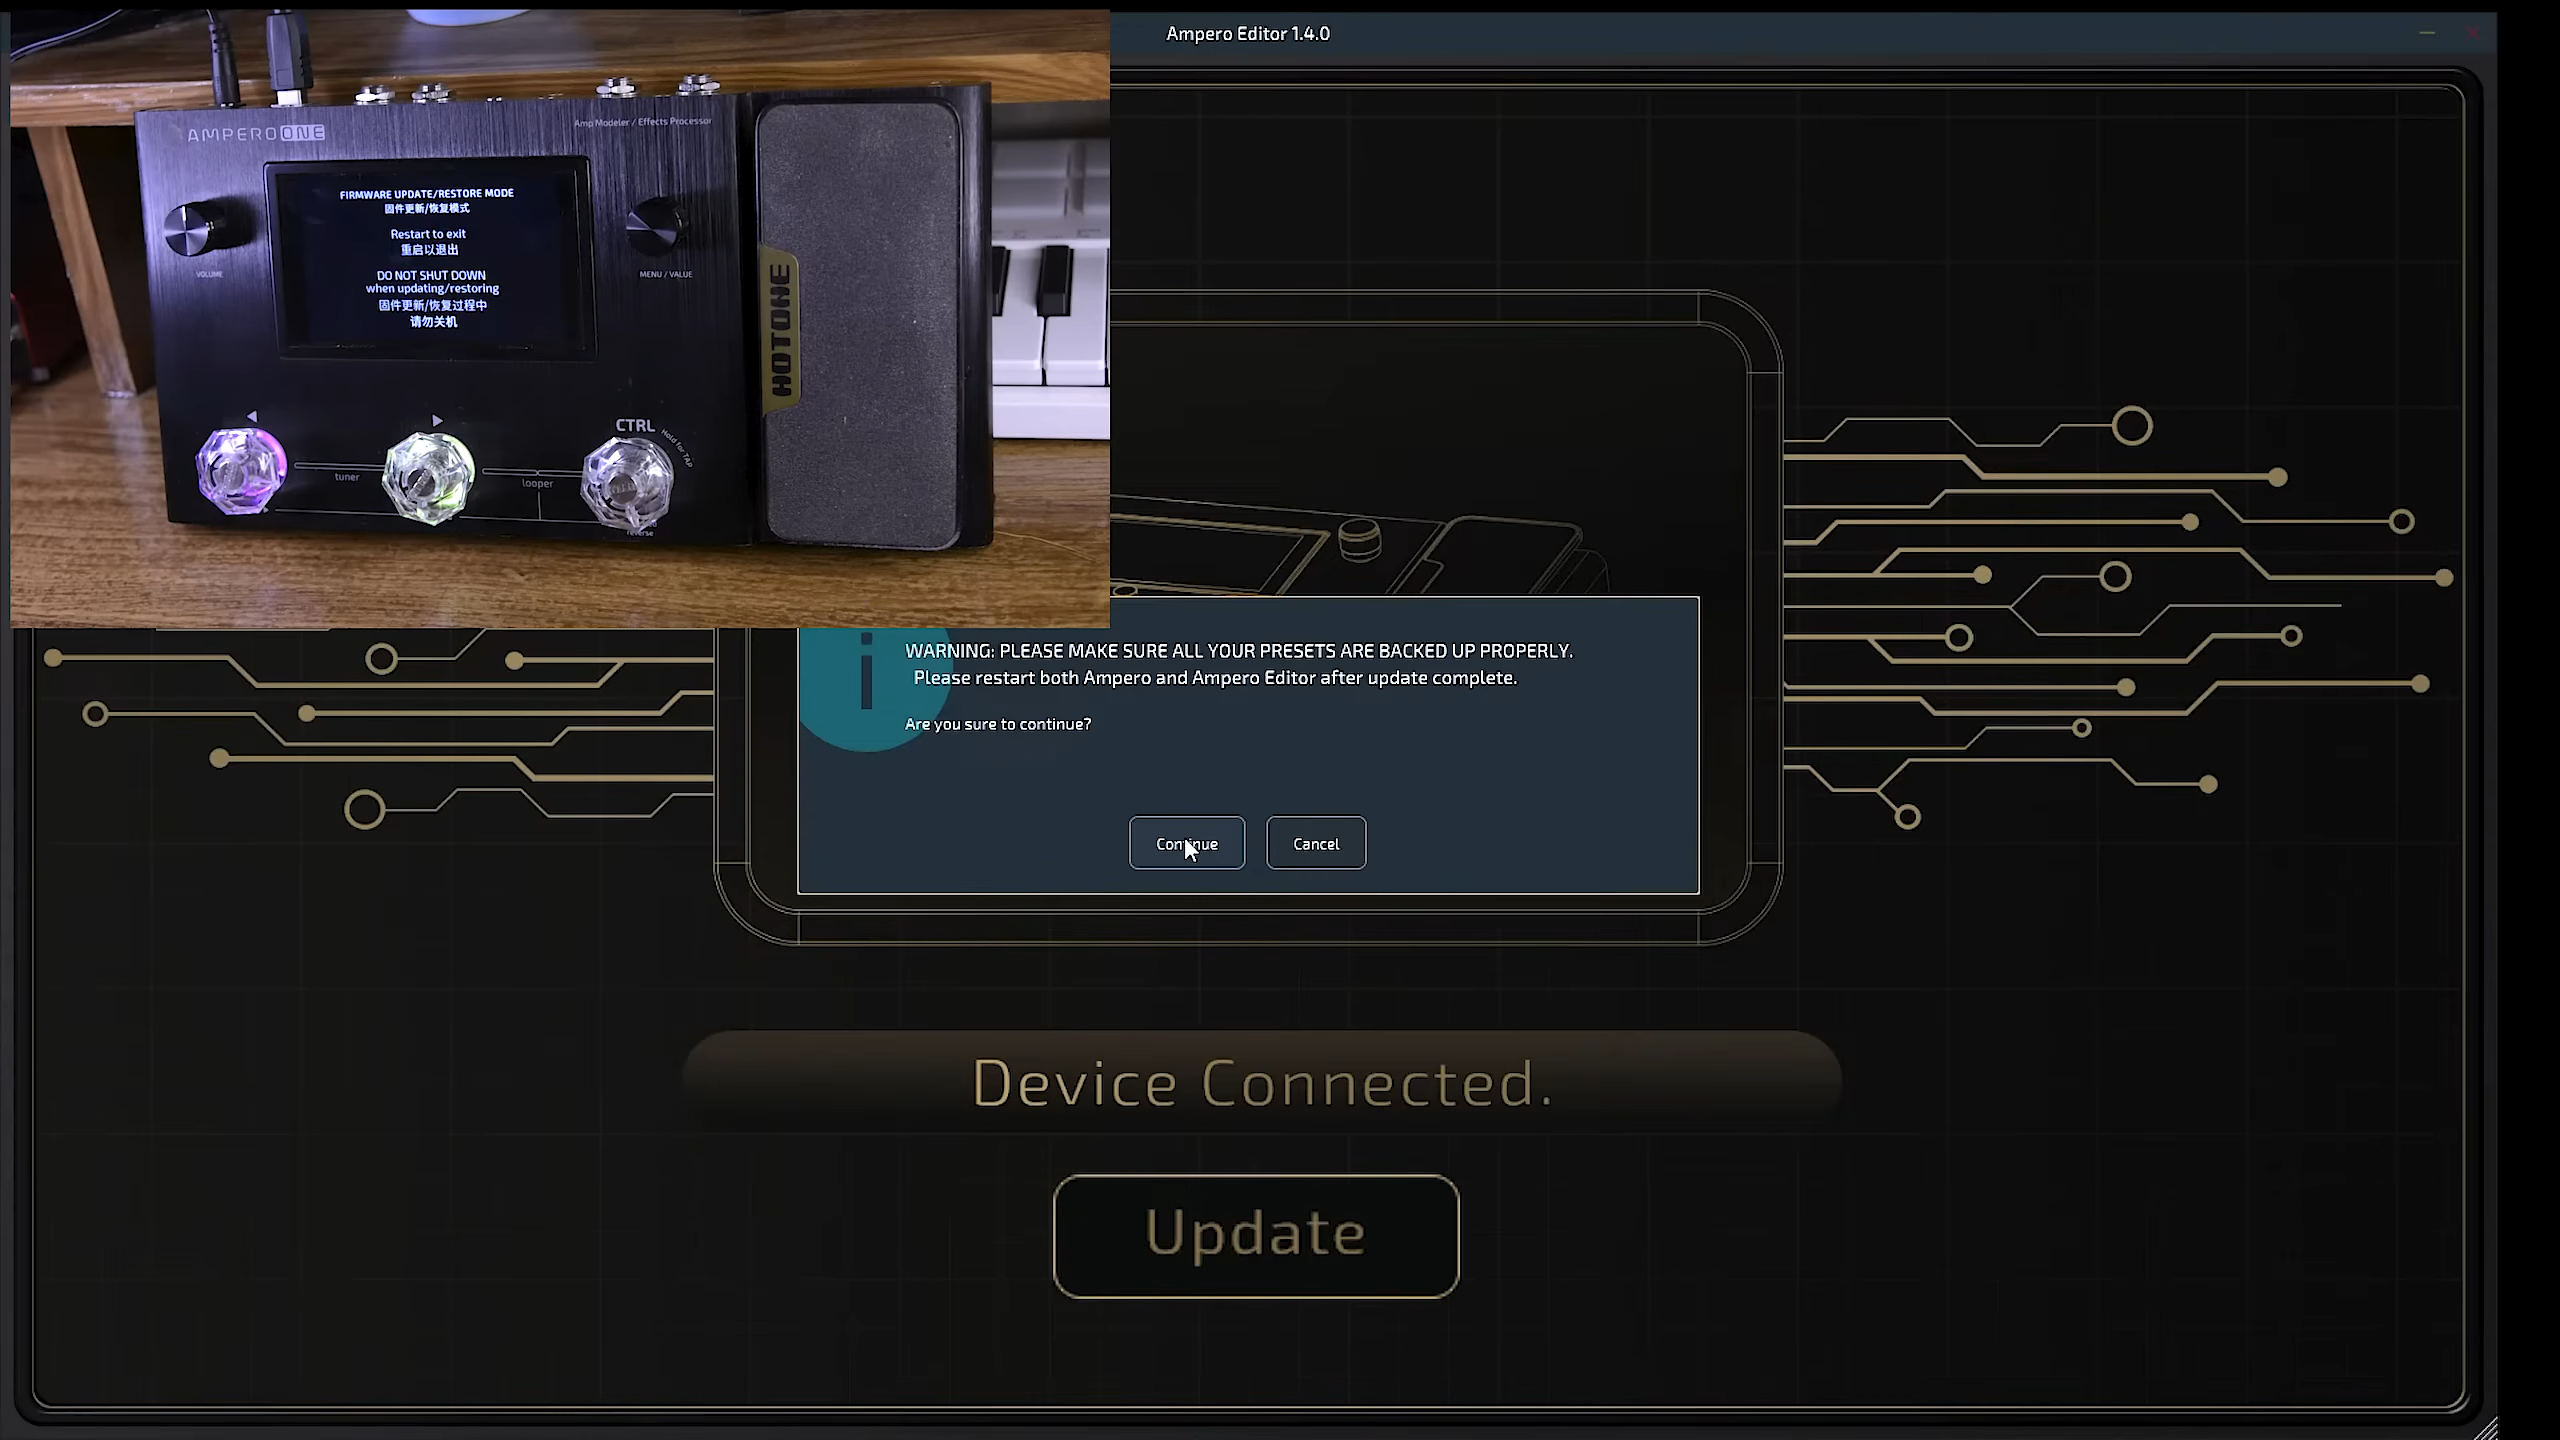 Ampero Editor 1.4.0
AMPERO ONE
Amp Modeler / Effects Processor
FIRMWARE UPDATE/RESTORE MODE
固件更新/恢复模式
Restart to exit
重启以退出
DO NOT SHUT DOWN
when updating/restoring
固件更新/恢复过程中
请勿关机
VOLUME
MENU / VALUE
HOTONE
CTRL
Hold for TAP
tuner
looper
reverse
WARNING: PLEASE MAKE SURE ALL YOUR PRESETS ARE BACKED UP PROPERLY.
Please restart both Ampero and Ampero Editor after update complete.
Are you sure to continue?
Continue
Cancel
Device Connected.
Update